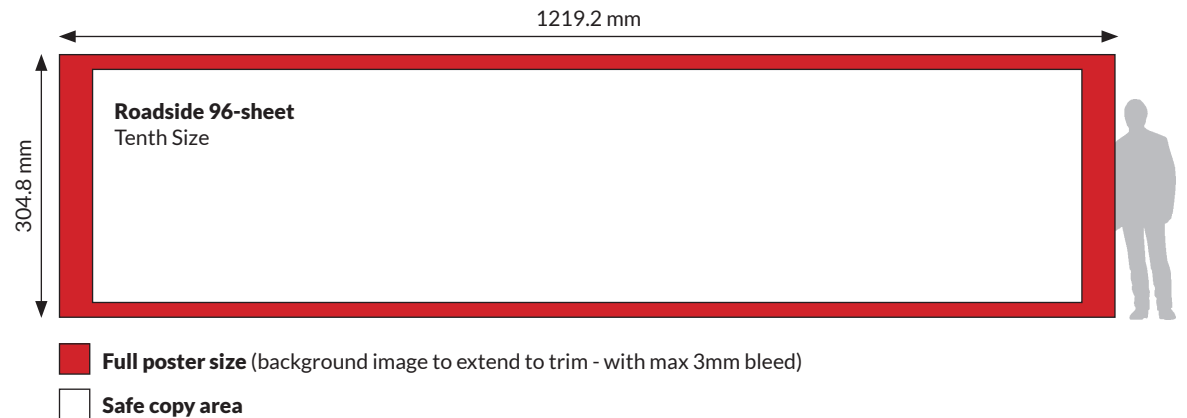 1219.2 mm
304.8 mm
Roadside 96-sheet
Tenth Size
Full poster size (background image to extend to trim - with max 3mm bleed)
Safe copy area